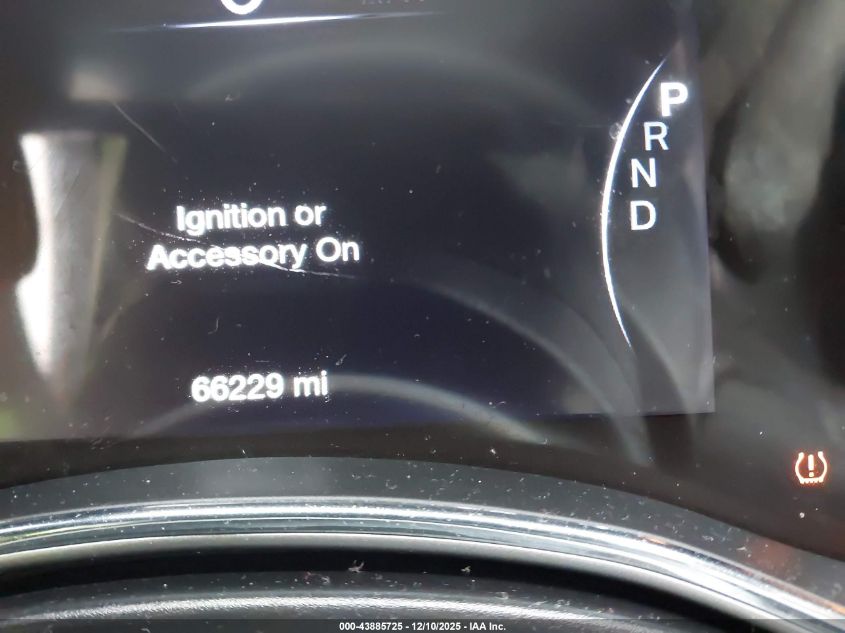 P
R
N
D
Ignition or
Accessory On
66229 mi
000-43885725 - 12/10/2025 - IAA Inc.